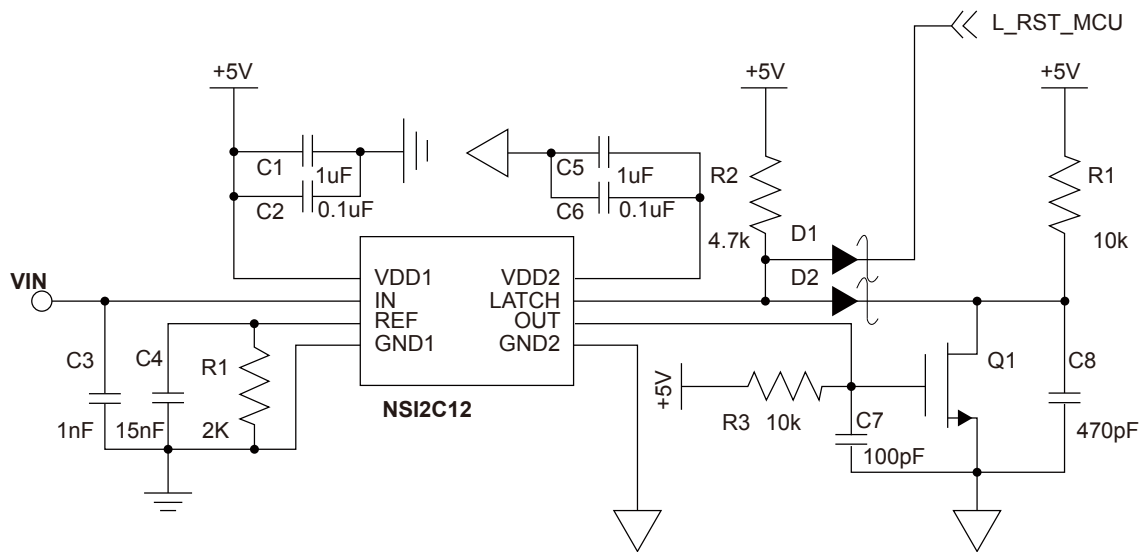 L_RST_MCU
+5V
+5V
+5V
C1
1uF
C2
0.1uF
C5
1uF
C6
0.1uF
R2
4.7k
D1
D2
R1
10k
VIN
VDD1
IN
REF
GND1
VDD2
LATCH
OUT
GND2
NSI2C12
C3
1nF
C4
15nF
R1
2K
+5V
R3
10k
C7
100pF
Q1
C8
470pF